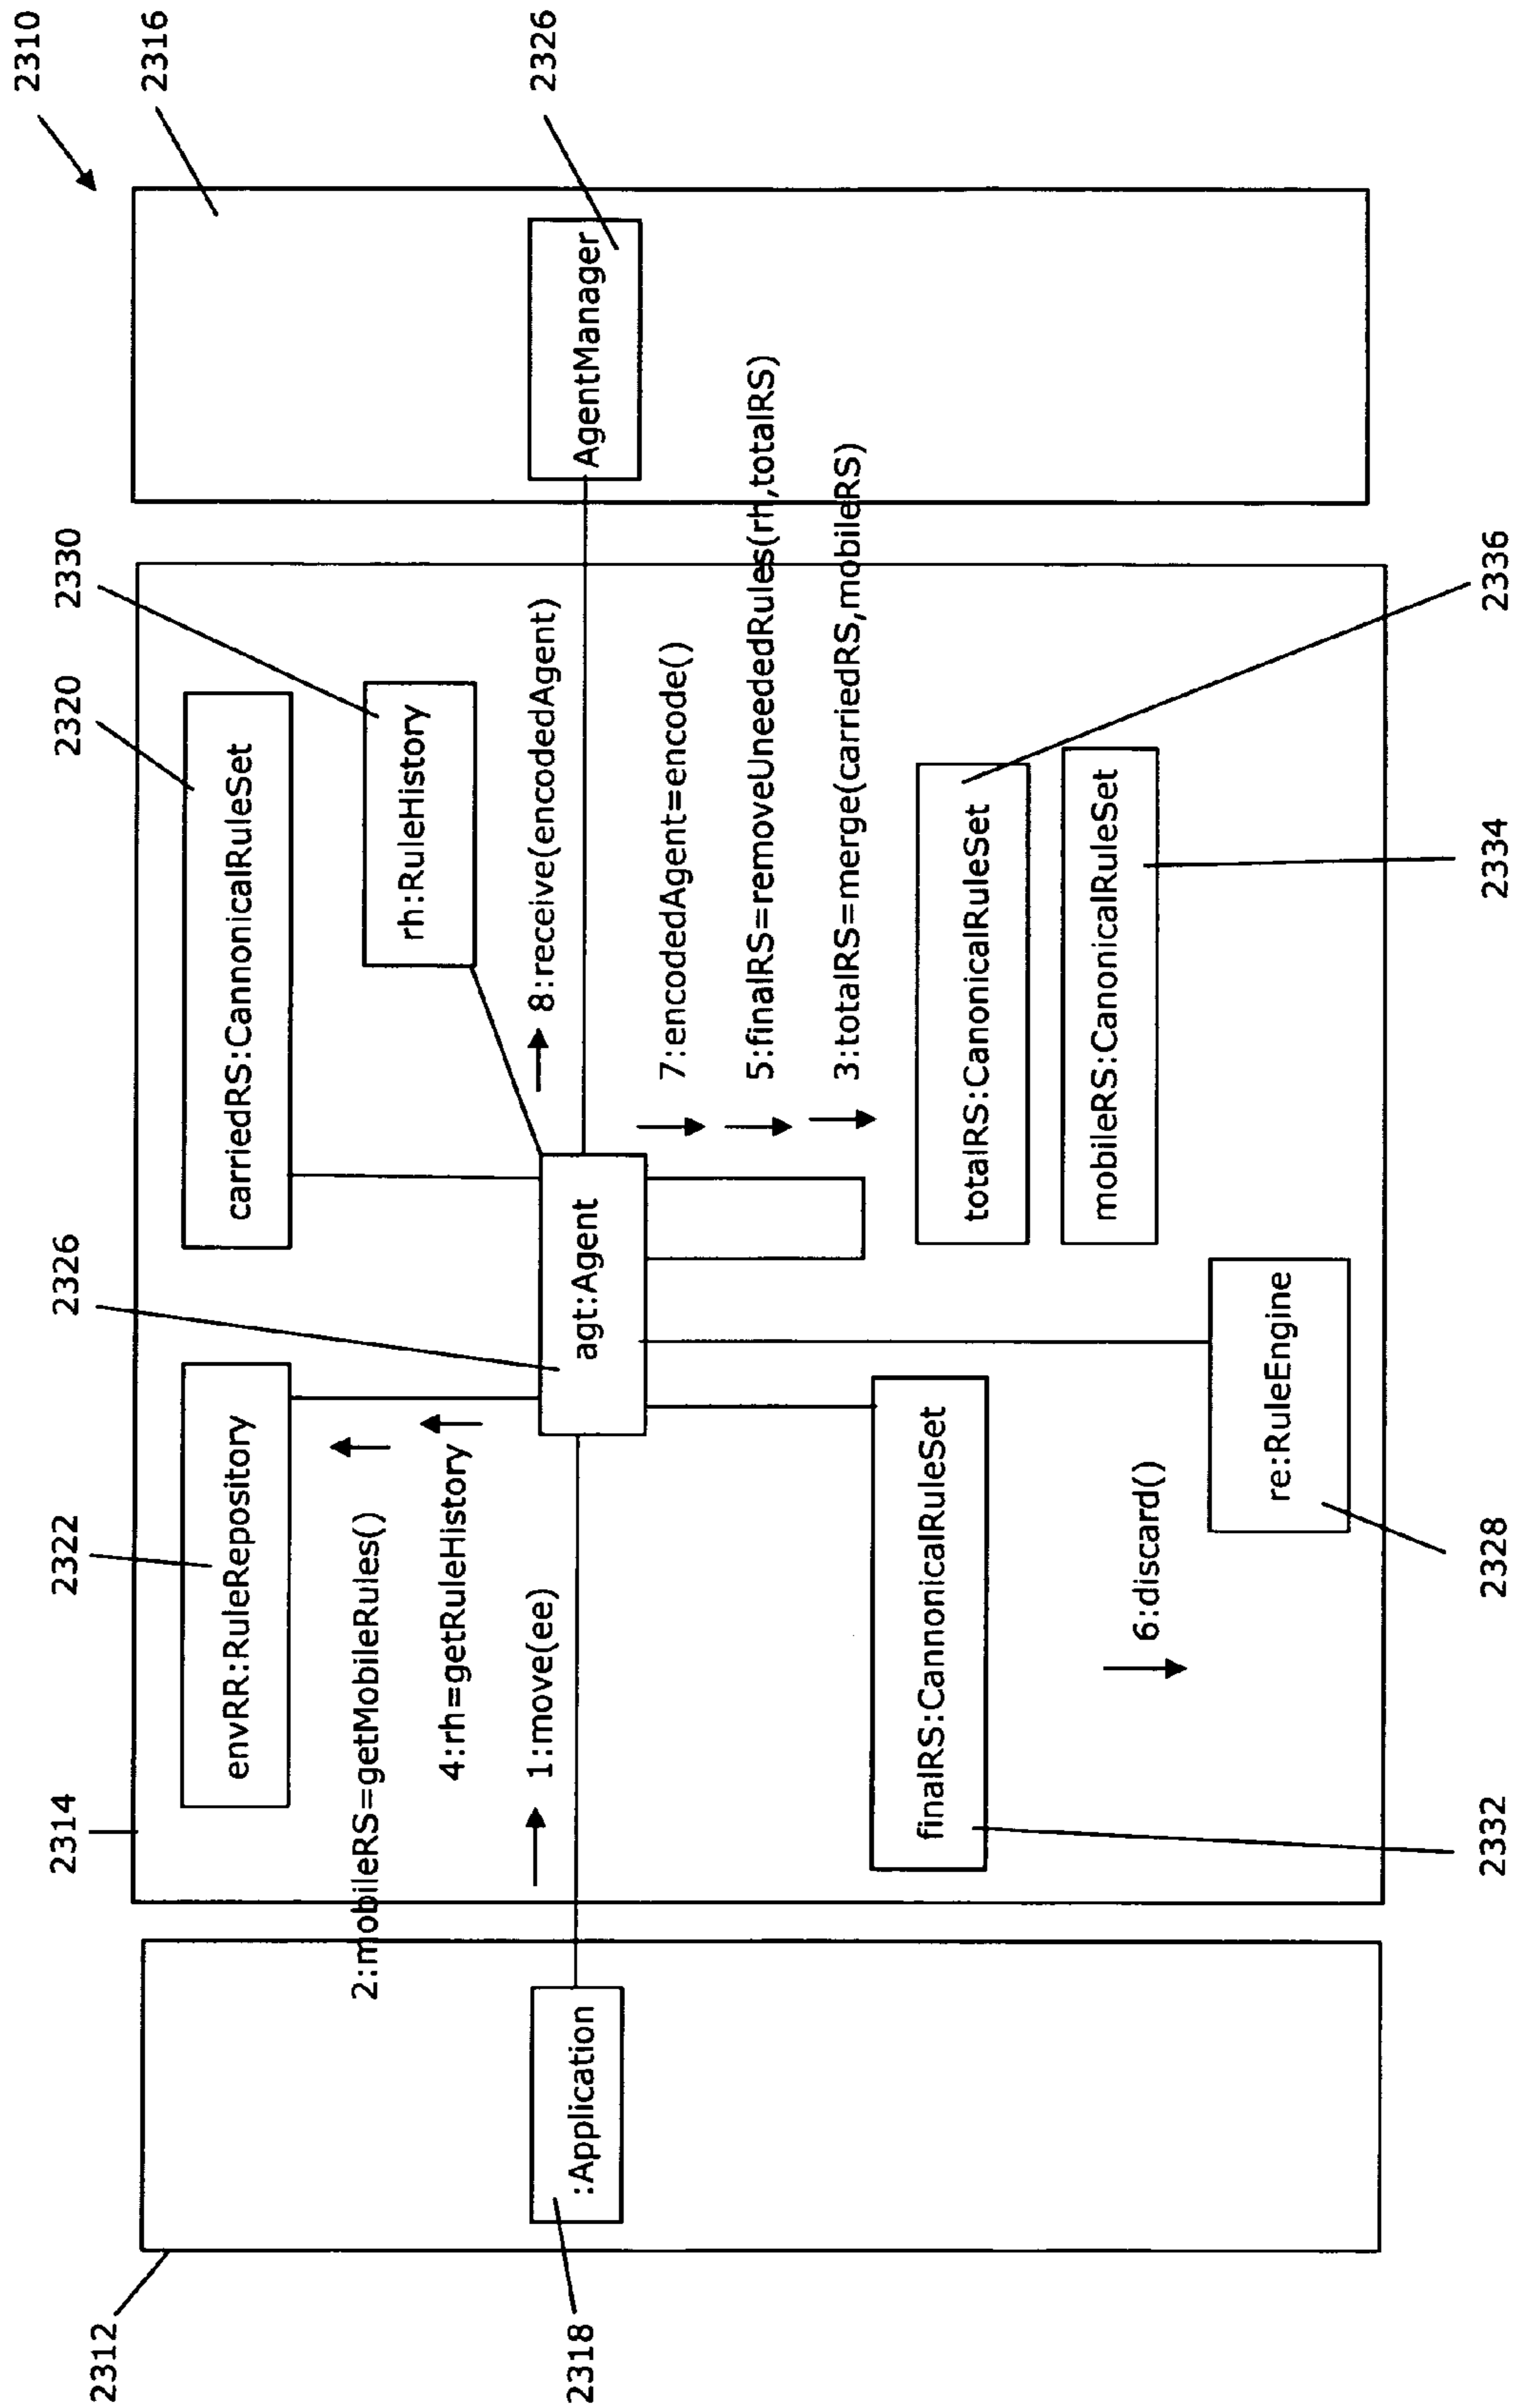 2310
2316
2326
2330
2320
2326
2322
2314
2312
2318
carriedRS:CannonicalRuleSet
rh:RuleHistory
envRR:RuleRepository
2:mobileRS=getMobileRules()
4:rh=getRuleHistory
1:move(ee)
8:receive(encodedAgent)
:Application
agt:Agent
AgentManager
7:encodedAgent=encode()
5:finalRS=removeUneededRules(rh,totalRS)
3:totalRS=merge(carriedRS,mobileRS)
finalRS:CannonicalRuleSet
totalRS:CanonicalRuleSet
mobileRS:CanonicalRuleSet
6:discard()
re:RuleEngine
2332
2328
2334
2336